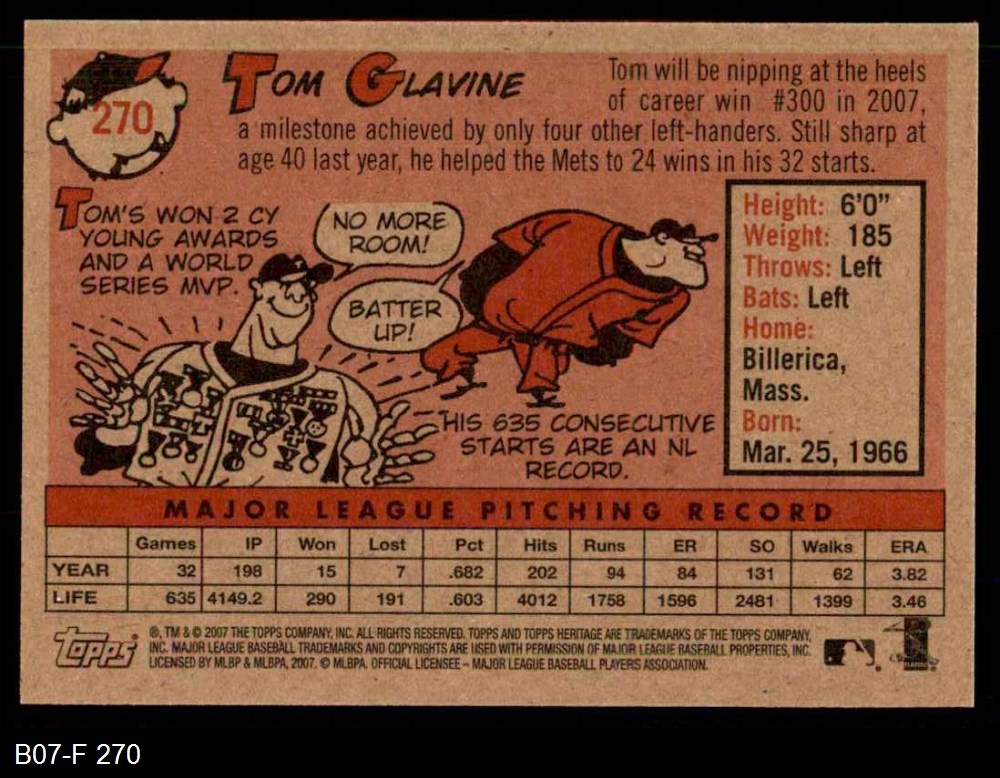 270
TOM GLAVINE
Tom will be nipping at the heels
of career win #300 in 2007,
a milestone achieved by only four other left-handers. Still sharp at
age 40 last year, he helped the Mets to 24 wins in his 32 starts.
TOM'S WON 2 CY
YOUNG AWARDS
AND A WORLD
SERIES MVP.
NO MORE
ROOM!
BATTER
UP!
HIS 635 CONSECUTIVE
STARTS ARE AN NL
RECORD.
Height: 6'0"
Weight: 185
Throws: Left
Bats: Left
Home:
Billerica,
Mass.
Born:
Mar. 25, 1966
MAJOR LEAGUE PITCHING RECORD
Games IP Won Lost Pct Hits Runs ER SO Walks ERA
YEAR 32 198 15 7 .682 202 94 84 131 62 3.82
LIFE 635 4149.2 290 191 .603 4012 1758 1596 2481 1399 3.46
topps
®, TM & © 2007 THE TOPPS COMPANY, INC. ALL RIGHTS RESERVED. TOPPS AND TOPPS HERITAGE ARE TRADEMARKS OF THE TOPPS COMPANY,
INC. MAJOR LEAGUE BASEBALL TRADEMARKS AND COPYRIGHTS ARE USED WITH PERMISSION OF MAJOR LEAGUE BASEBALL PROPERTIES, INC.
LICENSED BY MLBP & MLBPA, 2007. © MLBPA. OFFICIAL LICENSEE – MAJOR LEAGUE BASEBALL PLAYERS ASSOCIATION.
B07-F 270